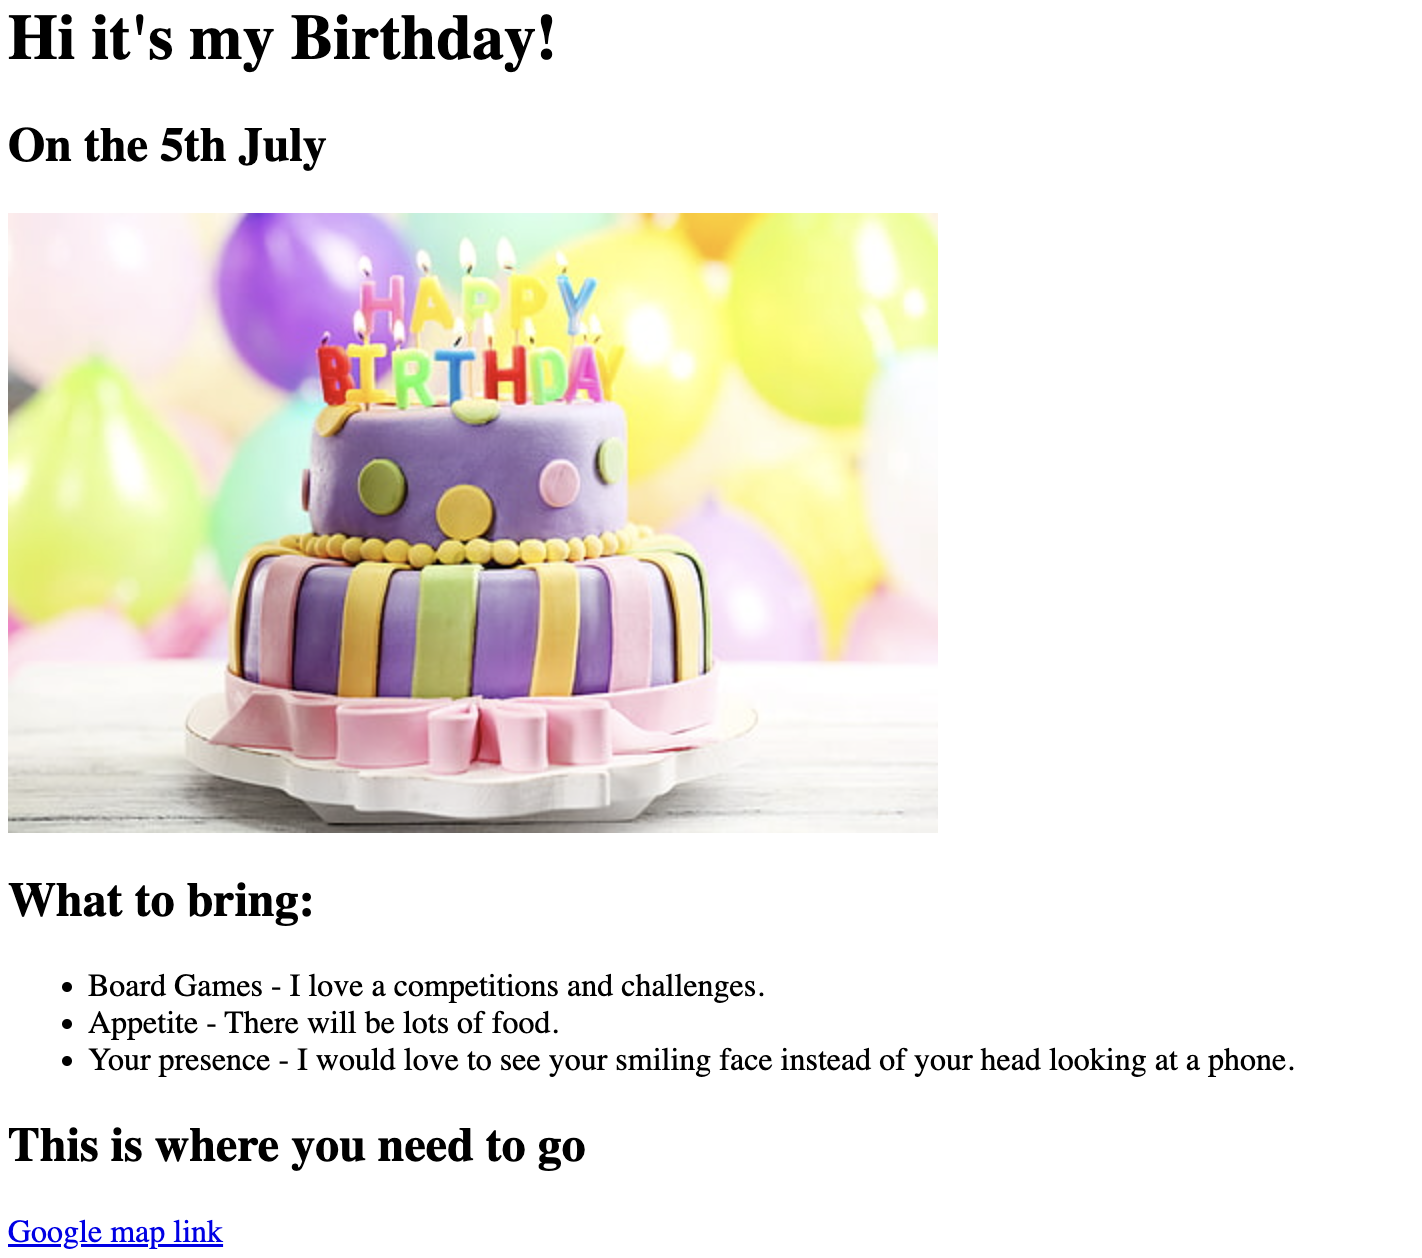 Hi it's my Birthday!
On the 5th July
HAPPY
BIRTHDAY
What to bring:
Board Games - I love a competitions and challenges.
Appetite - There will be lots of food.
Your presence - I would love to see your smiling face instead of your head looking at a phone.
This is where you need to go
Google map link